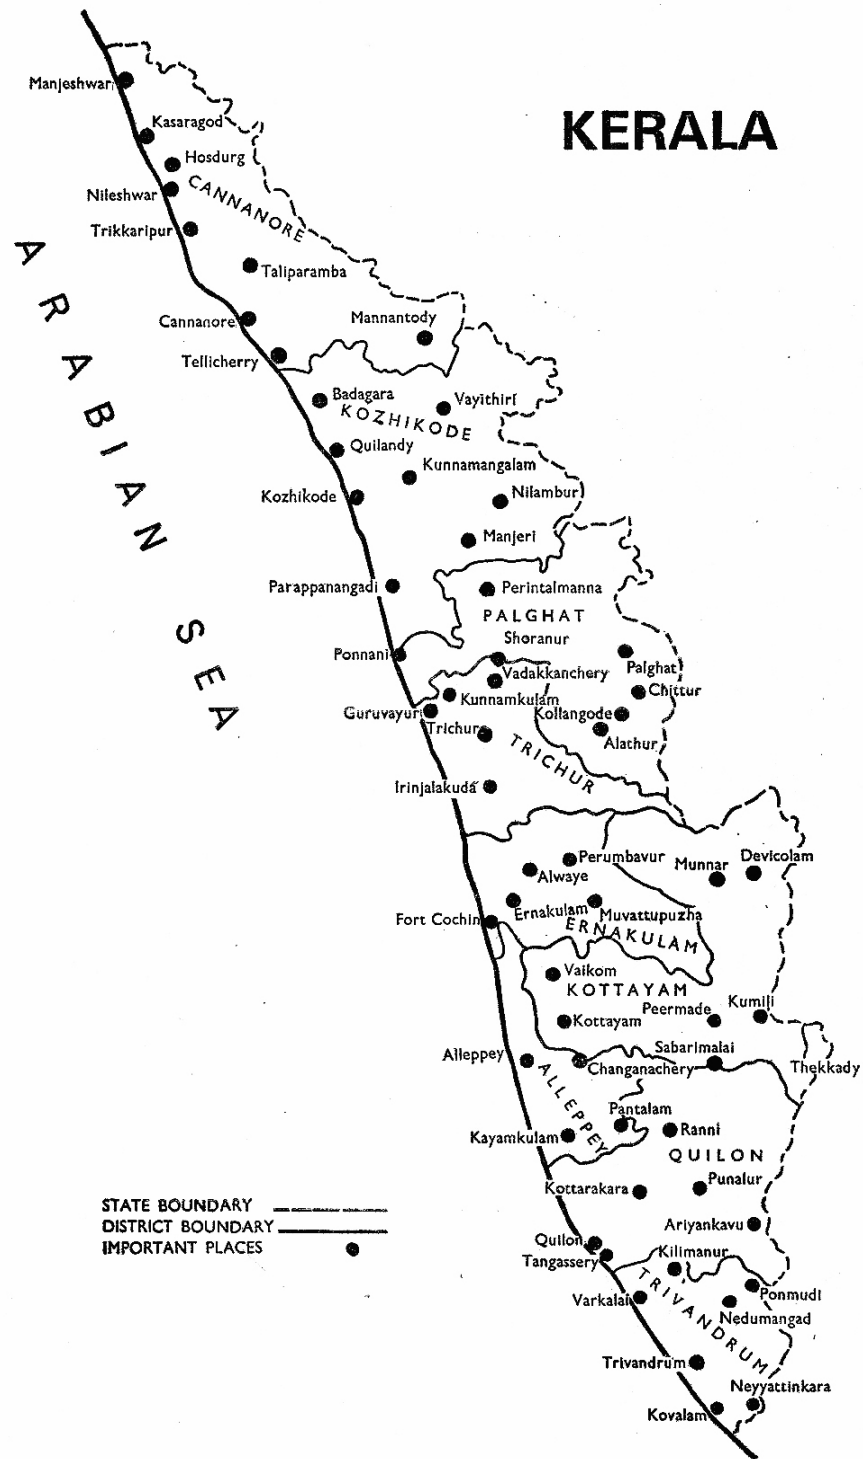 KERALA
Manjeshwar
Kasaragod
Hosdurg
Nileshwar
CANNANORE
Trikkaripur
ARABIAN SEA
Taliparamba
Cannanore
Mannantody
Tellicherry
Badagara
Vayithiri
KOZHIKODE
Quilandy
Kunnamangalam
Kozhikode
Nilambur
Manjeri
Parappanangadi
Perintalmanna
PALGHAT
Shoranur
Ponnani
Palghat
Vadakkanchery
Chittur
Kunnamkulam
Guruvayur
Kollangode
Trichur
Alathur
TRICHUR
Irinjalakuda
Perumbavur
Munnar
Devicolam
Alwaye
Ernakulam
Muvattupuzha
Fort Cochin
ERNAKULAM
Vaikom
KOTTAYAM
Peermade
Kumili
Kottayam
Sabarimalai
Alleppey
Changanachery
Thekkady
ALLEPPEY
Pantalam
Ranni
Kayamkulam
QUILON
Punalur
Kottarakara
STATE BOUNDARY
DISTRICT BOUNDARY
IMPORTANT PLACES
Ariyankavu
Quilon
Kilimanur
Tangassery
TRIVANDRUM
Ponmudi
Varkalai
Nedumangad
Trivandrum
Neyyattinkara
Kovalam